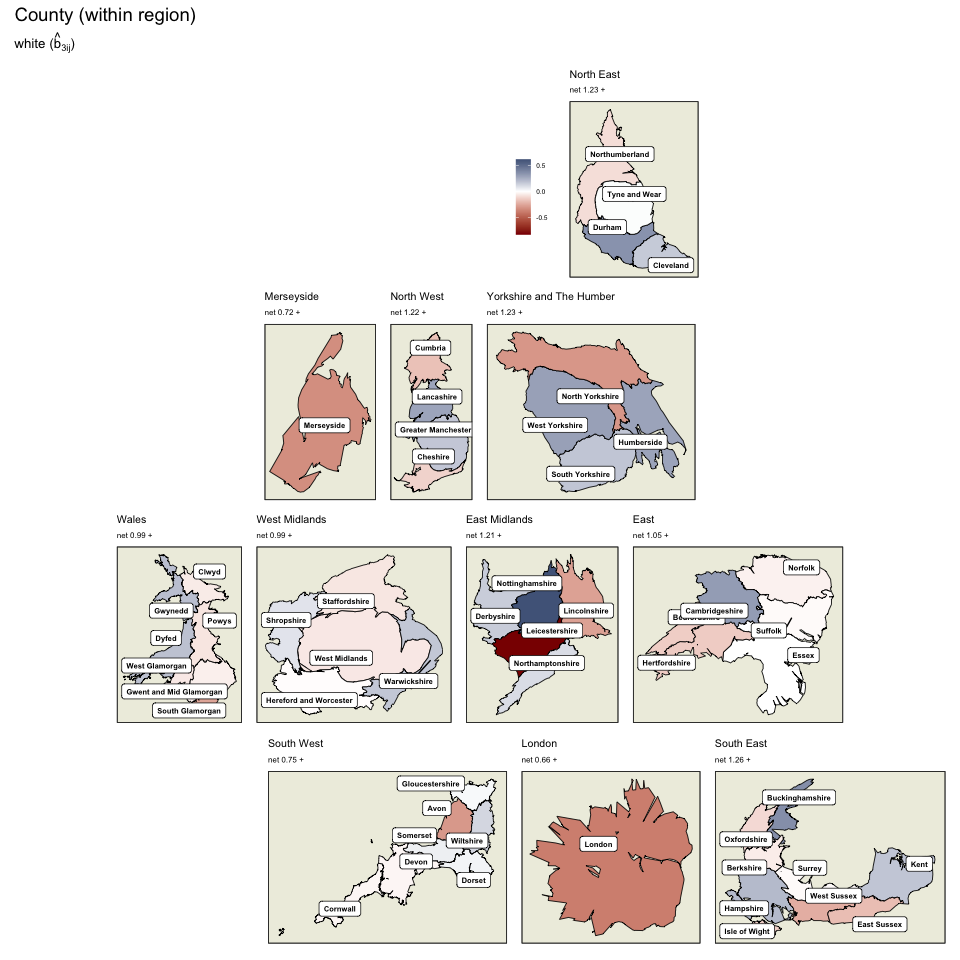 County (within region)
white (b̂3ij)
North East
net 1.23 +
Northumberland
Tyne and Wear
Durham
Cleveland
0.5
0.0
-0.5
Merseyside
net 0.72 +
Merseyside
North West
net 1.22 +
Cumbria
Lancashire
Greater Manchester
Cheshire
Yorkshire and The Humber
net 1.23 +
North Yorkshire
West Yorkshire
Humberside
South Yorkshire
Wales
net 0.99 +
Clwyd
Gwynedd
Powys
Dyfed
West Glamorgan
Gwent and Mid Glamorgan
South Glamorgan
West Midlands
net 0.99 +
Staffordshire
Shropshire
West Midlands
Warwickshire
Hereford and Worcester
East Midlands
net 1.21 +
Nottinghamshire
Lincolnshire
Derbyshire
Leicestershire
Northamptonshire
East
net 1.05 +
Norfolk
Cambridgeshire
Suffolk
Essex
Hertfordshire
South West
net 0.75 +
Gloucestershire
Avon
Somerset
Wiltshire
Devon
Dorset
Cornwall
London
net 0.66 +
London
South East
net 1.26 +
Buckinghamshire
Oxfordshire
Berkshire
Surrey
Kent
West Sussex
Hampshire
East Sussex
Isle of Wight